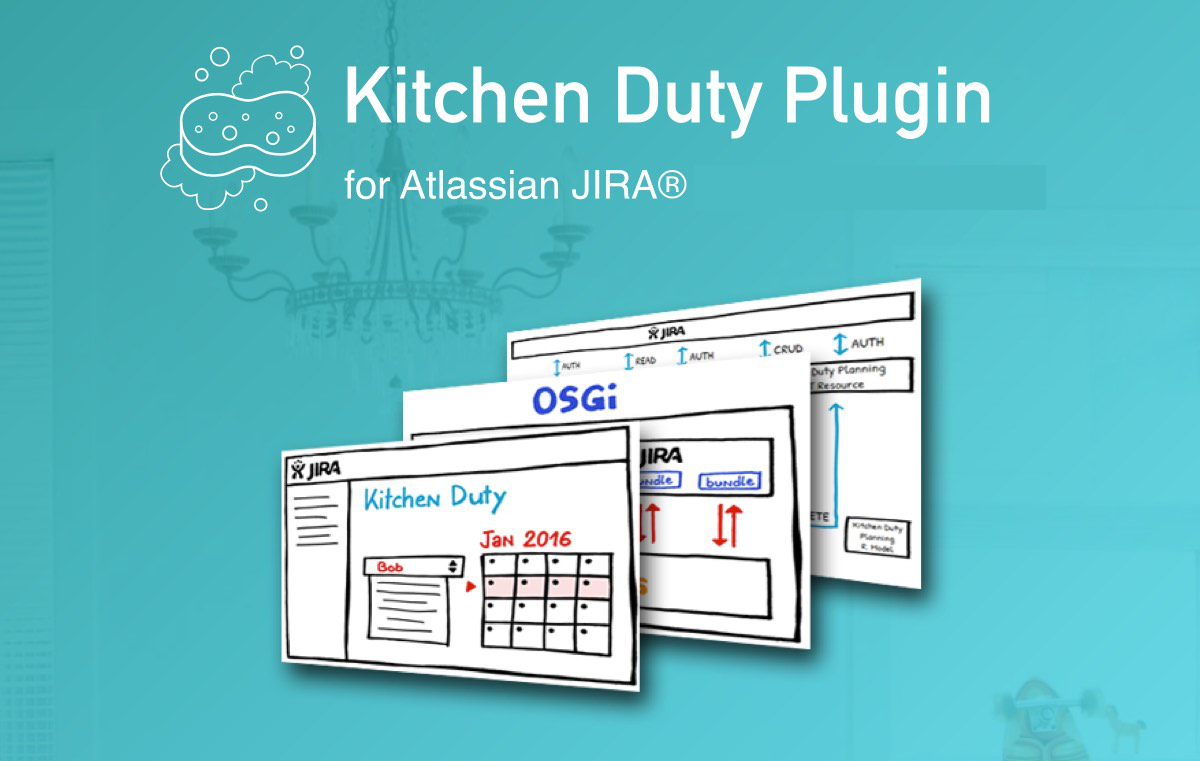 Kitchen Duty Plugin
for Atlassian JIRA®
JIRA
AUTH
READ
AUTH
CRUD
AUTH
Duty Planning
Resource
Kitchen Duty
Planning
R. Model
OSGi
JIRA
bundle
JIRA
Kitchen Duty
Jan 2016
Bob